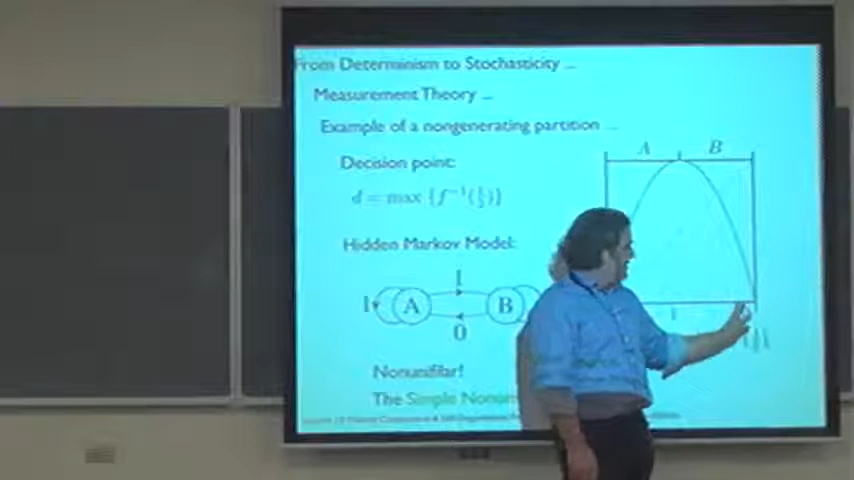 From Determinism to Stochasticity ...
Measurement Theory ...
Example of a nongenerating partition ...
A B
Decision point:
d = max {f⁻¹(½)}
Hidden Markov Model:
1
1 A B
0
Nonunifilar!
The Simple